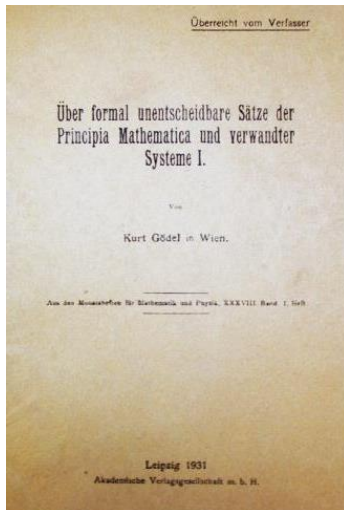 Überreicht vom Verfasser
Über formal unentscheidbare Sätze der
Principia Mathematica und verwandter
Systeme I.
Von
Kurt Gödel in Wien.
Aus den Monatsheften für Mathematik und Physik, XXXVIII. Band, 1. Heft
Leipzig 1931
Akademische Verlagsgesellschaft m. b. H.